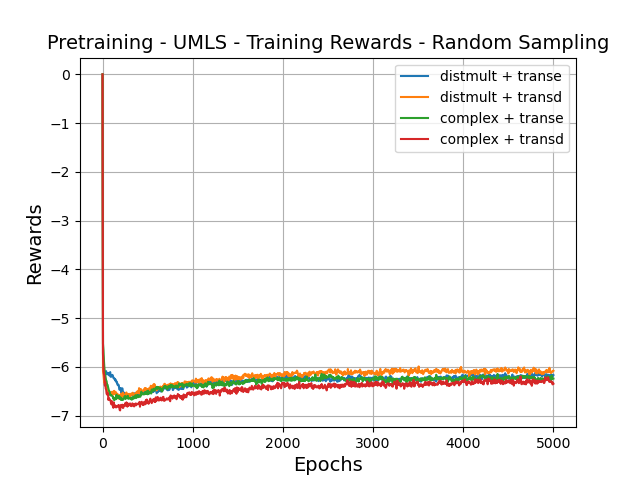 Pretraining - UMLS - Training Rewards - Random Sampling
distmult + transe
distmult + transd
complex + transe
complex + transd
0
−1
−2
−3
−4
−5
−6
−7
Rewards
0 1000 2000 3000 4000 5000
Epochs